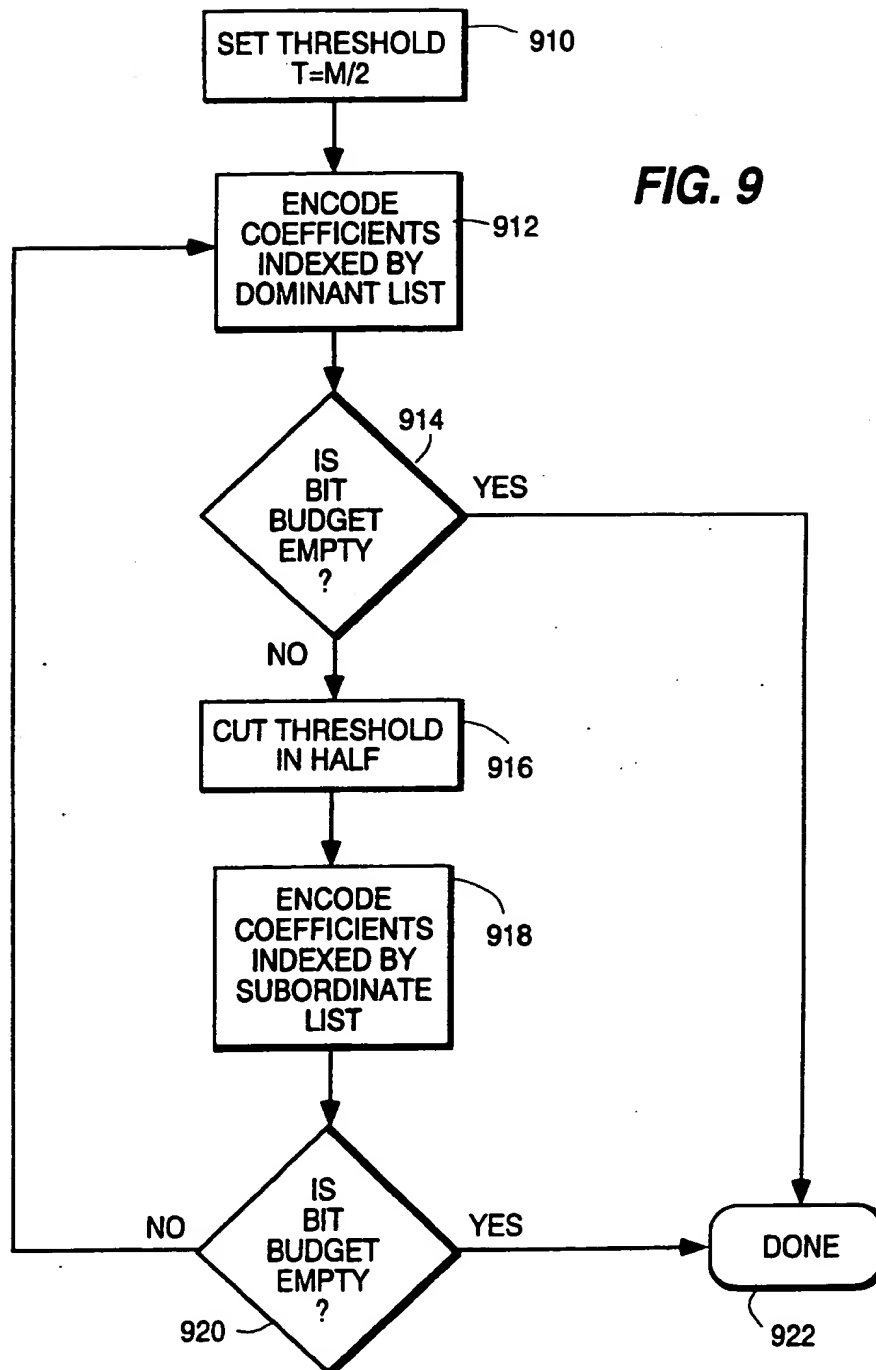 SET THRESHOLD
T=M/2
910
FIG. 9
ENCODE
COEFFICIENTS
INDEXED BY
DOMINANT LIST
912
914
IS
BIT
BUDGET
EMPTY
?
YES
NO
CUT THRESHOLD
IN HALF
916
ENCODE
COEFFICIENTS
INDEXED BY
SUBORDINATE
LIST
918
NO
IS
BIT
BUDGET
EMPTY
?
YES
920
DONE
922